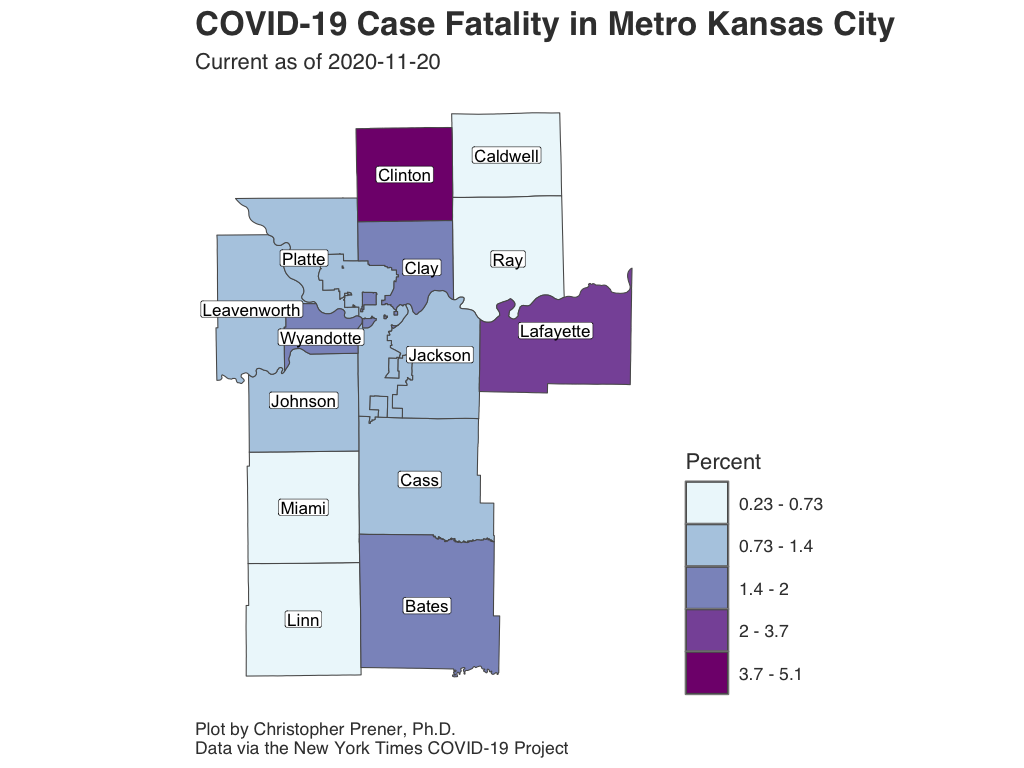 COVID-19 Case Fatality in Metro Kansas City
Current as of 2020-11-20
Caldwell
Clinton
Platte
Clay
Ray
Leavenworth
Lafayette
Wyandotte
Jackson
Johnson
Cass
Miami
Bates
Linn
Percent
0.23 - 0.73
0.73 - 1.4
1.4 - 2
2 - 3.7
3.7 - 5.1
Plot by Christopher Prener, Ph.D.
Data via the New York Times COVID-19 Project